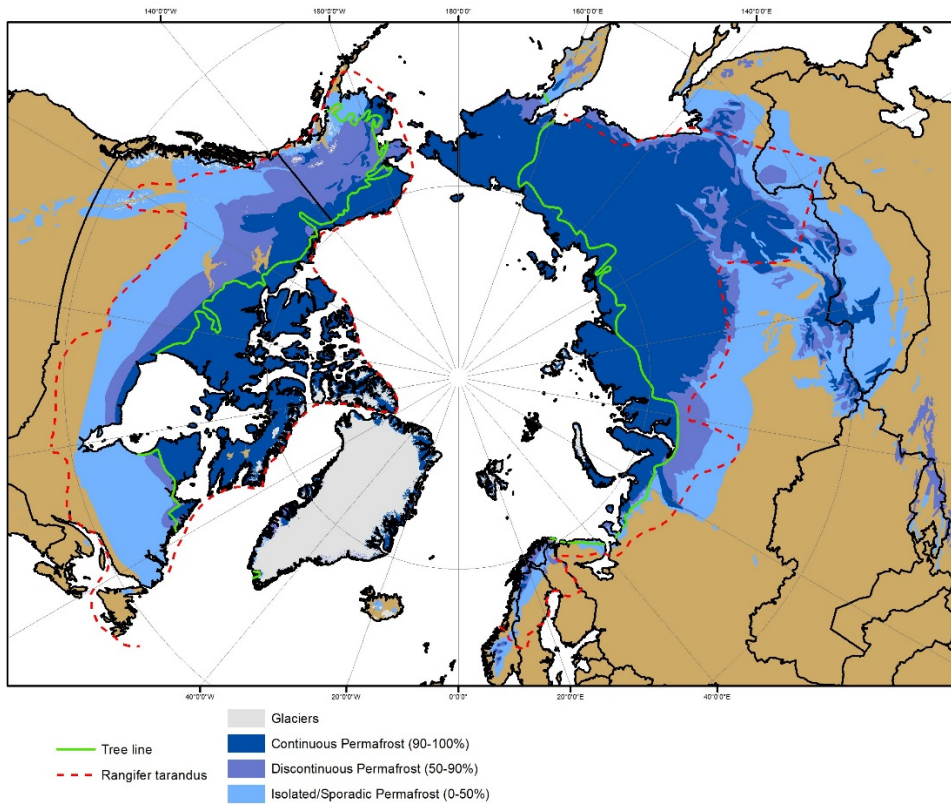 140°0'0"W 150°0'0"W 180°0'0" 150°0'0"E 140°0'0"E
40°0'0"W 20°0'0"W 0°0'0" 20°0'0"E 40°0'0"E
Glaciers
Continuous Permafrost (90-100%)
Tree line
Discontinuous Permafrost (50-90%)
Rangifer tarandus
Isolated/Sporadic Permafrost (0-50%)